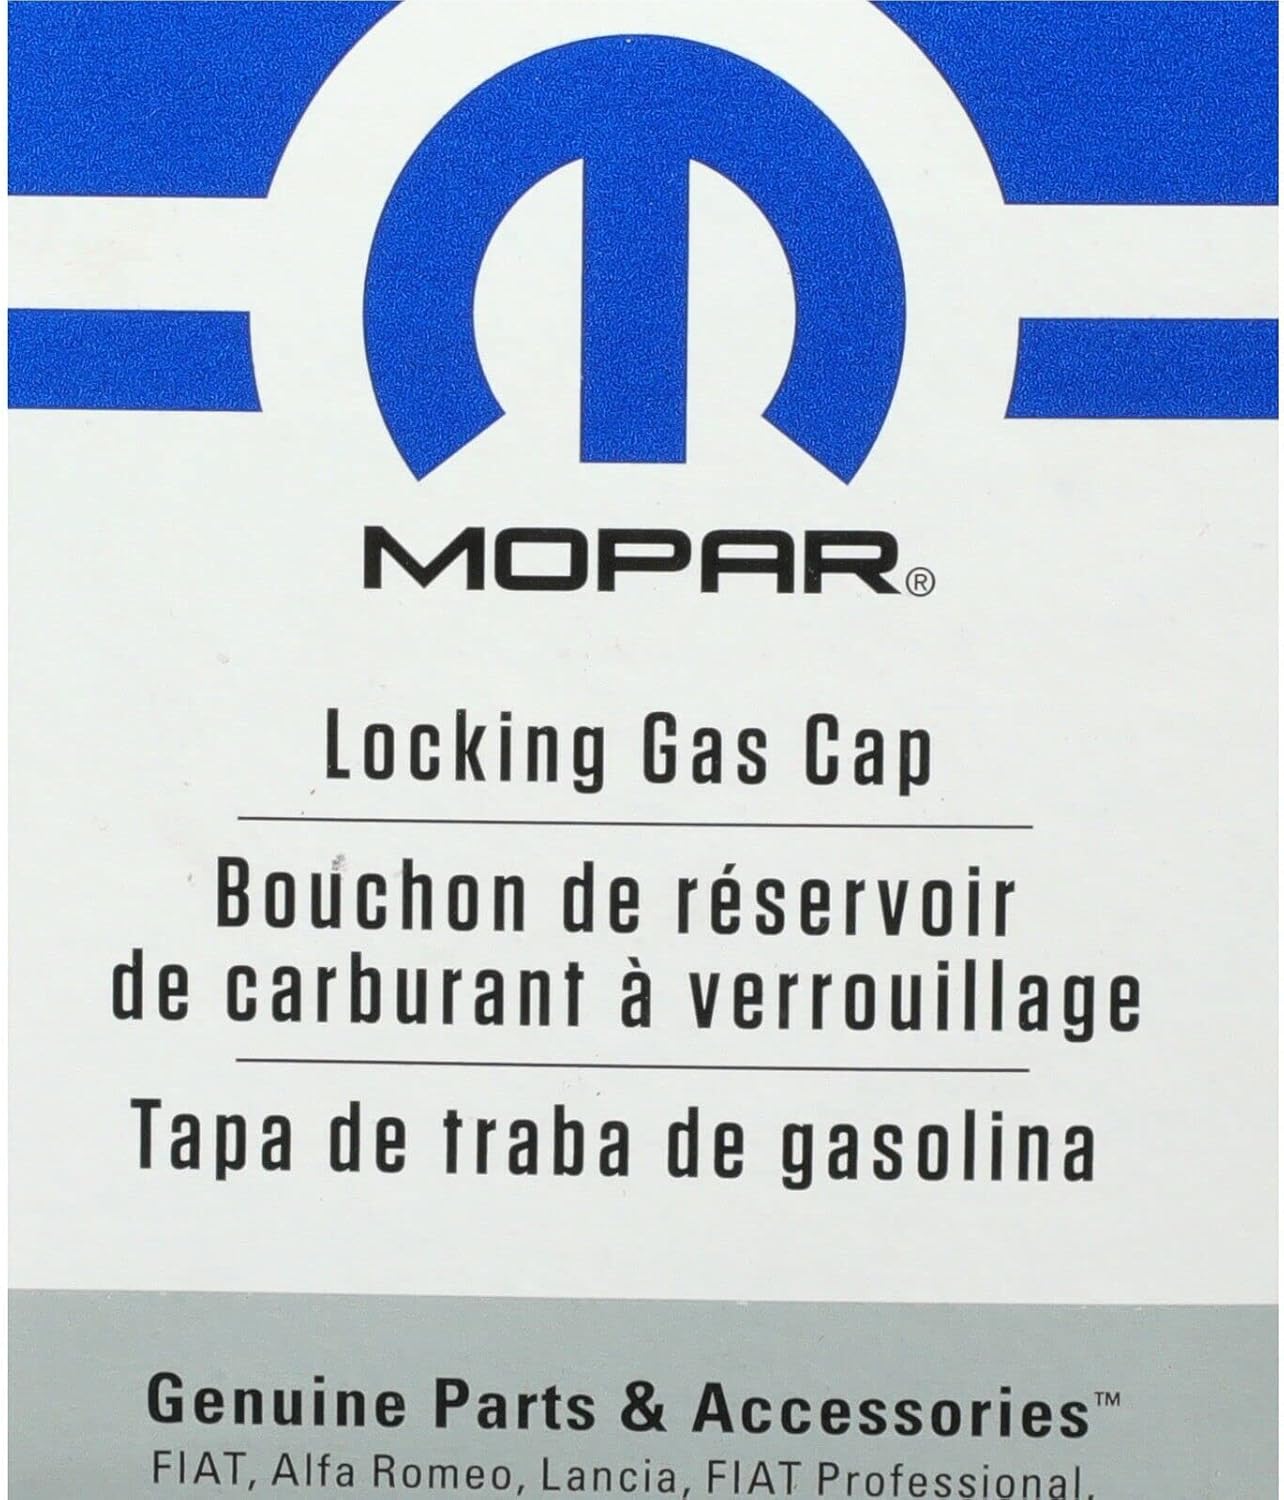 MOPAR®
Locking Gas Cap
Bouchon de réservoir
de carburant à verrouillage
Tapa de traba de gasolina
Genuine Parts & Accessories™
FIAT, Alfa Romeo, Lancia, FIAT Professional,